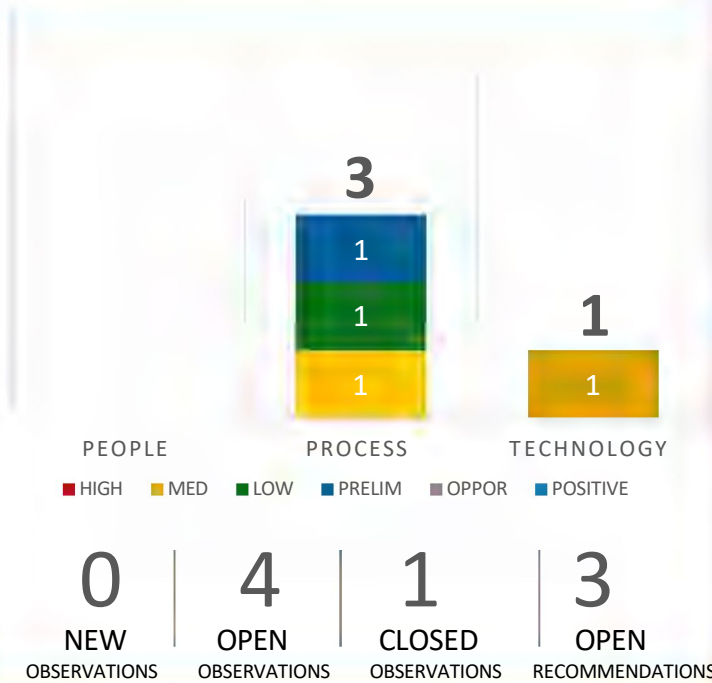 3
1
1
1
1
1
PEOPLE PROCESS TECHNOLOGY
HIGH MED LOW PRELIM OPPOR POSITIVE
0 4 1 3
NEW OPEN CLOSED OPEN
OBSERVATIONS OBSERVATIONS OBSERVATIONS RECOMMENDATIONS